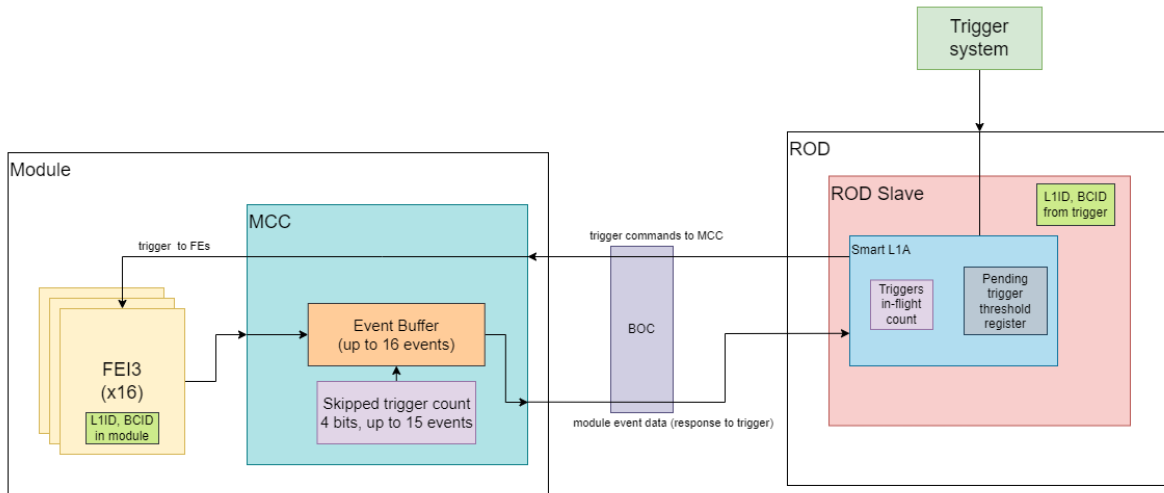 Trigger
system
ROD
Module
ROD Slave
L1ID, BCID
from trigger
MCC
trigger commands to MCC
trigger to FEs
Smart L1A
Triggers
in-flight
count
Pending
trigger
threshold
register
Event Buffer
(up to 16 events)
BOC
FEI3
(x16)
L1ID, BCID
in module
Skipped trigger count
4 bits, up to 15 events
module event data (response to trigger)